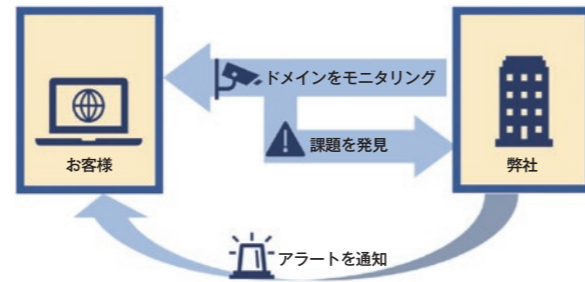 ドメインをモニタリング
課題を発見
お客様
弊社
アラートを通知